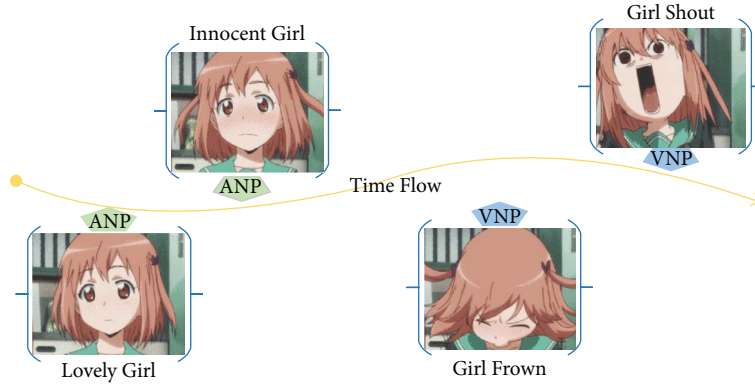 Innocent Girl
Girl Shout
VNP
ANP
Time Flow
ANP
VNP
Lovely Girl
Girl Frown